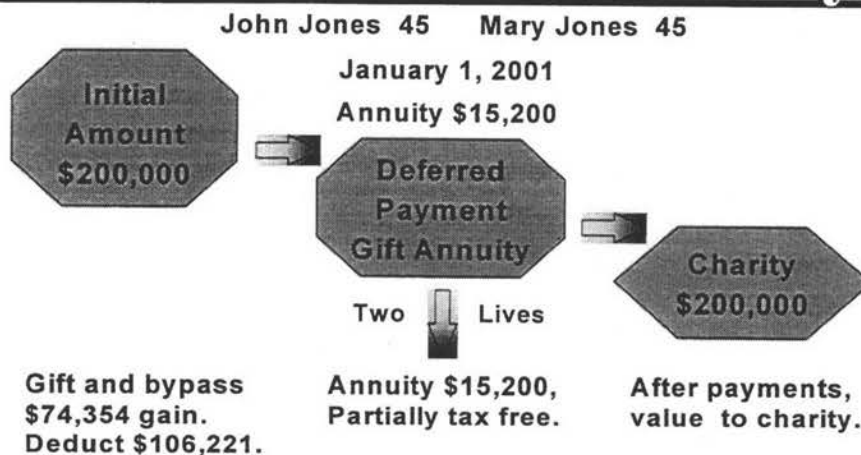 John Jones 45 Mary Jones 45
January 1, 2001
Annuity $15,200
Initial
Amount
$200,000
Deferred
Payment
Gift Annuity
Charity
$200,000
Two Lives
Gift and bypass
$74,354 gain.
Deduct $106,221.
Annuity $15,200,
Partially tax free.
After payments,
value to charity.